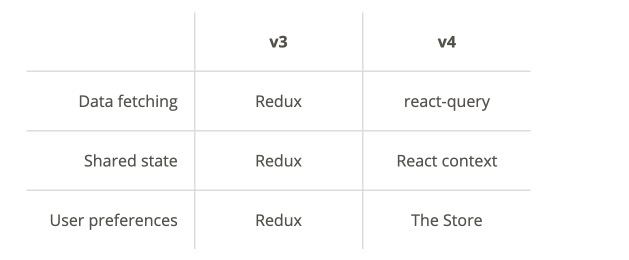 v3 v4
Data fetching Redux react-query
Shared state Redux React context
User preferences Redux The Store